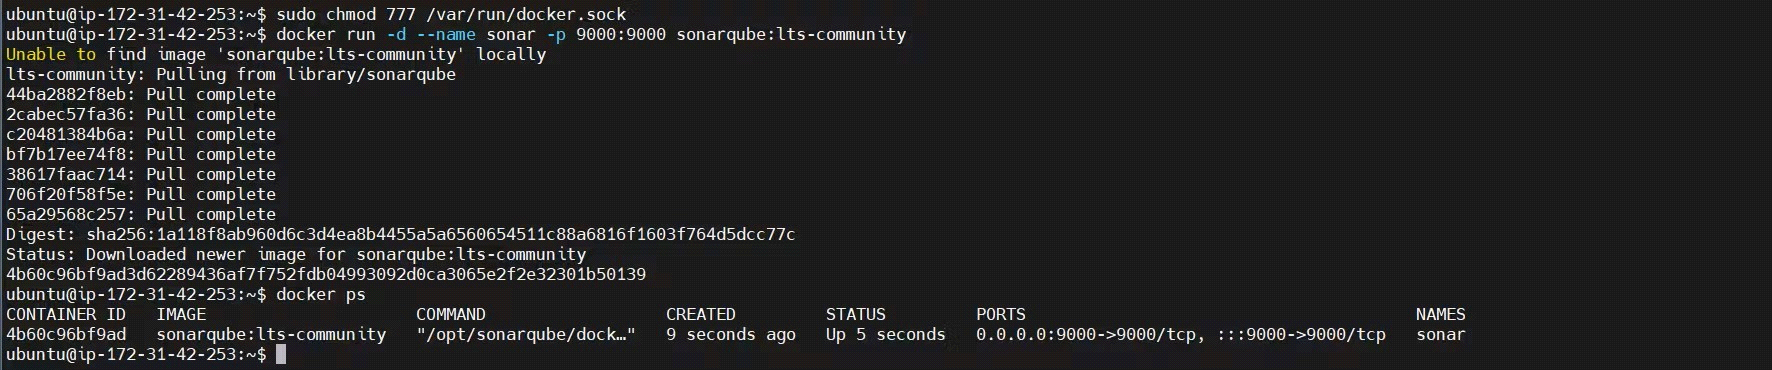 ubuntu@ip-172-31-42-253:~$ sudo chmod 777 /var/run/docker.sock
ubuntu@ip-172-31-42-253:~$ docker run -d --name sonar -p 9000:9000 sonarqube:lts-community
Unable to find image 'sonarqube:lts-community' locally
lts-community: Pulling from library/sonarqube
44ba2882f8eb: Pull complete
2cabec57fa36: Pull complete
c20481384b6a: Pull complete
bf7b17ee74f8: Pull complete
38617faac714: Pull complete
706f20f58f5e: Pull complete
65a29568c257: Pull complete
Digest: sha256:1a118f8ab960d6c3d4ea8b4455a5a6560654511c88a6816f1603f764d5dcc77c
Status: Downloaded newer image for sonarqube:lts-community
4b60c96bf9ad3d62289436af7f752fdb04993092d0ca3065e2f2e32301b50139
ubuntu@ip-172-31-42-253:~$ docker ps
CONTAINER ID   IMAGE                     COMMAND                  CREATED         STATUS         PORTS                                       NAMES
4b60c96bf9ad   sonarqube:lts-community   "/opt/sonarqube/dock…"   9 seconds ago   Up 5 seconds   0.0.0.0:9000->9000/tcp, :::9000->9000/tcp   sonar
ubuntu@ip-172-31-42-253:~$